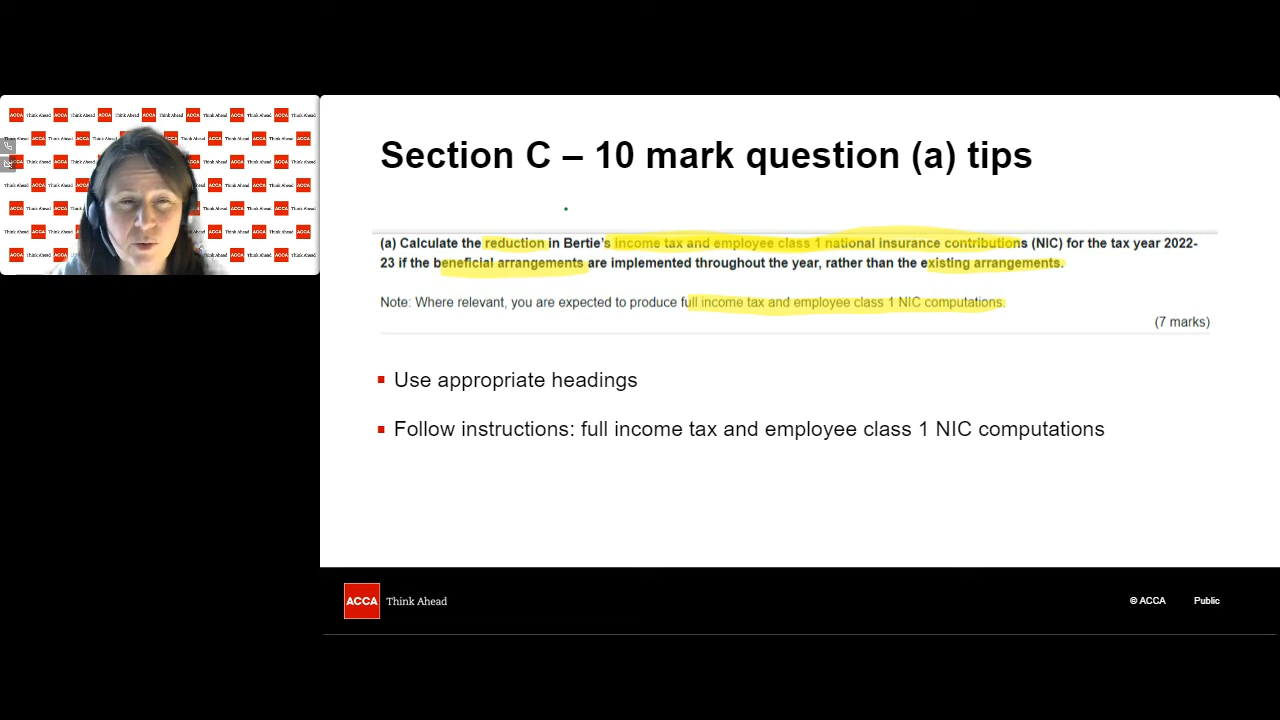 Section C – 10 mark question (a) tips
(a) Calculate the reduction in Bertie's income tax and employee class 1 national insurance contributions (NIC) for the tax year 2022-
23 if the beneficial arrangements are implemented throughout the year, rather than the existing arrangements.
Note: Where relevant, you are expected to produce full income tax and employee class 1 NIC computations.
(7 marks)
Use appropriate headings
Follow instructions: full income tax and employee class 1 NIC computations
ACCA Think Ahead
© ACCA Public